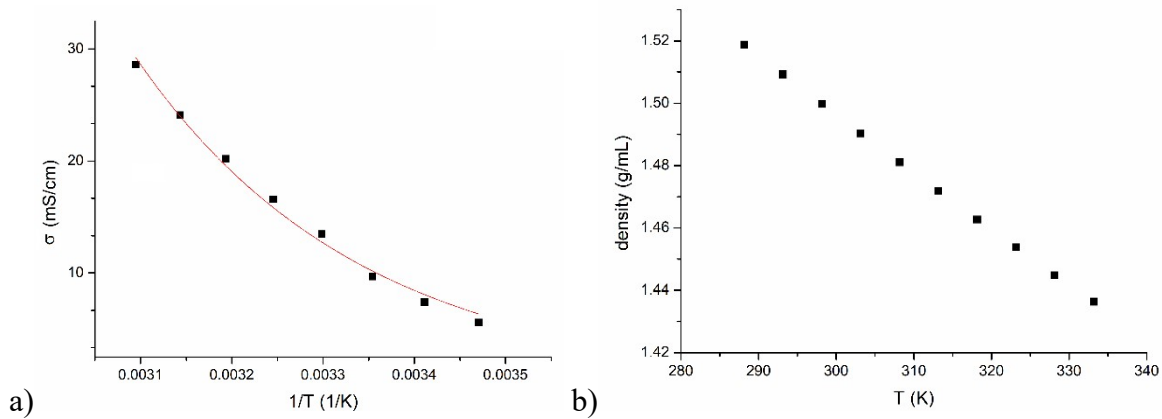 30
20
10
σ (mS/cm)
0.0031 0.0032 0.0033 0.0034 0.0035
1/T (1/K)
a)
1.52
1.50
1.48
1.46
1.44
1.42
density (g/mL)
280 290 300 310 320 330 340
T (K)
b)